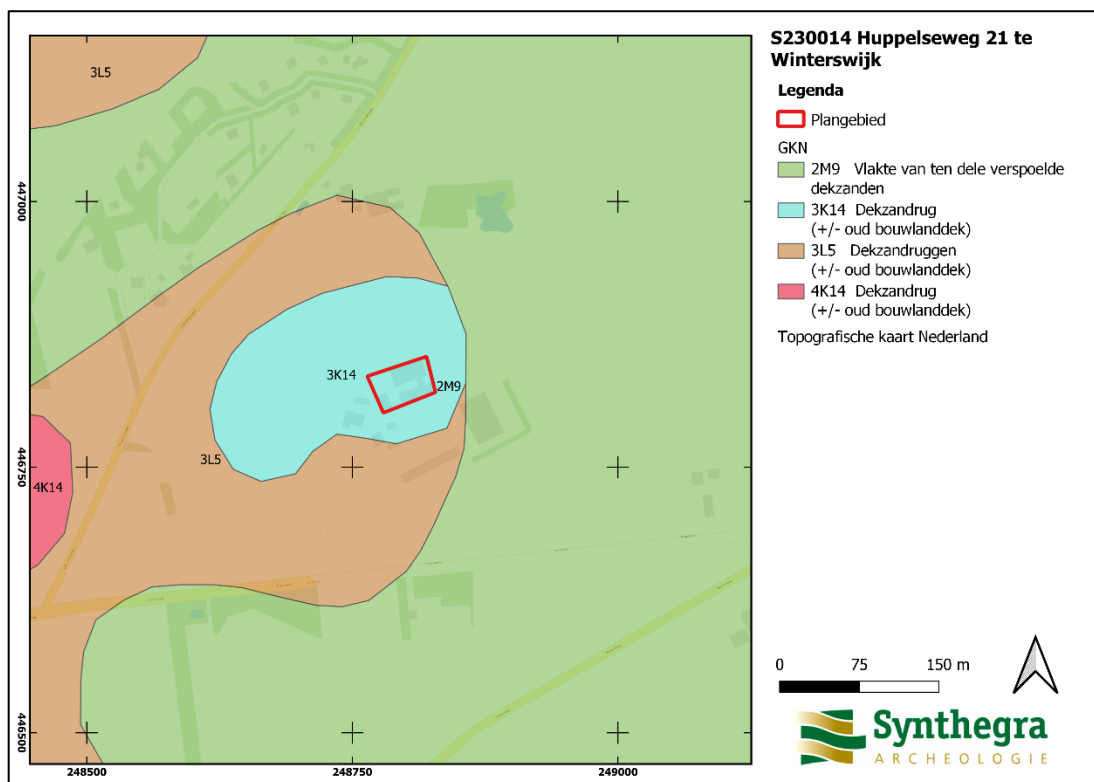 S230014 Huppelseweg 21 te
Winterswijk
Legenda
Plangebied
GKN
2M9 Vlakte van ten dele verspoelde
dekzanden
3K14 Dekzandrug
(+/- oud bouwlanddek)
3L5 Dekzandruggen
(+/- oud bouwlanddek)
4K14 Dekzandrug
(+/- oud bouwlanddek)
Topografische kaart Nederland
3L5
447000
3K14
2M9
3L5
446750
4K14
446500
248500
248750
249000
0 75 150 m
Synthegra
ARCHEOLOGIE